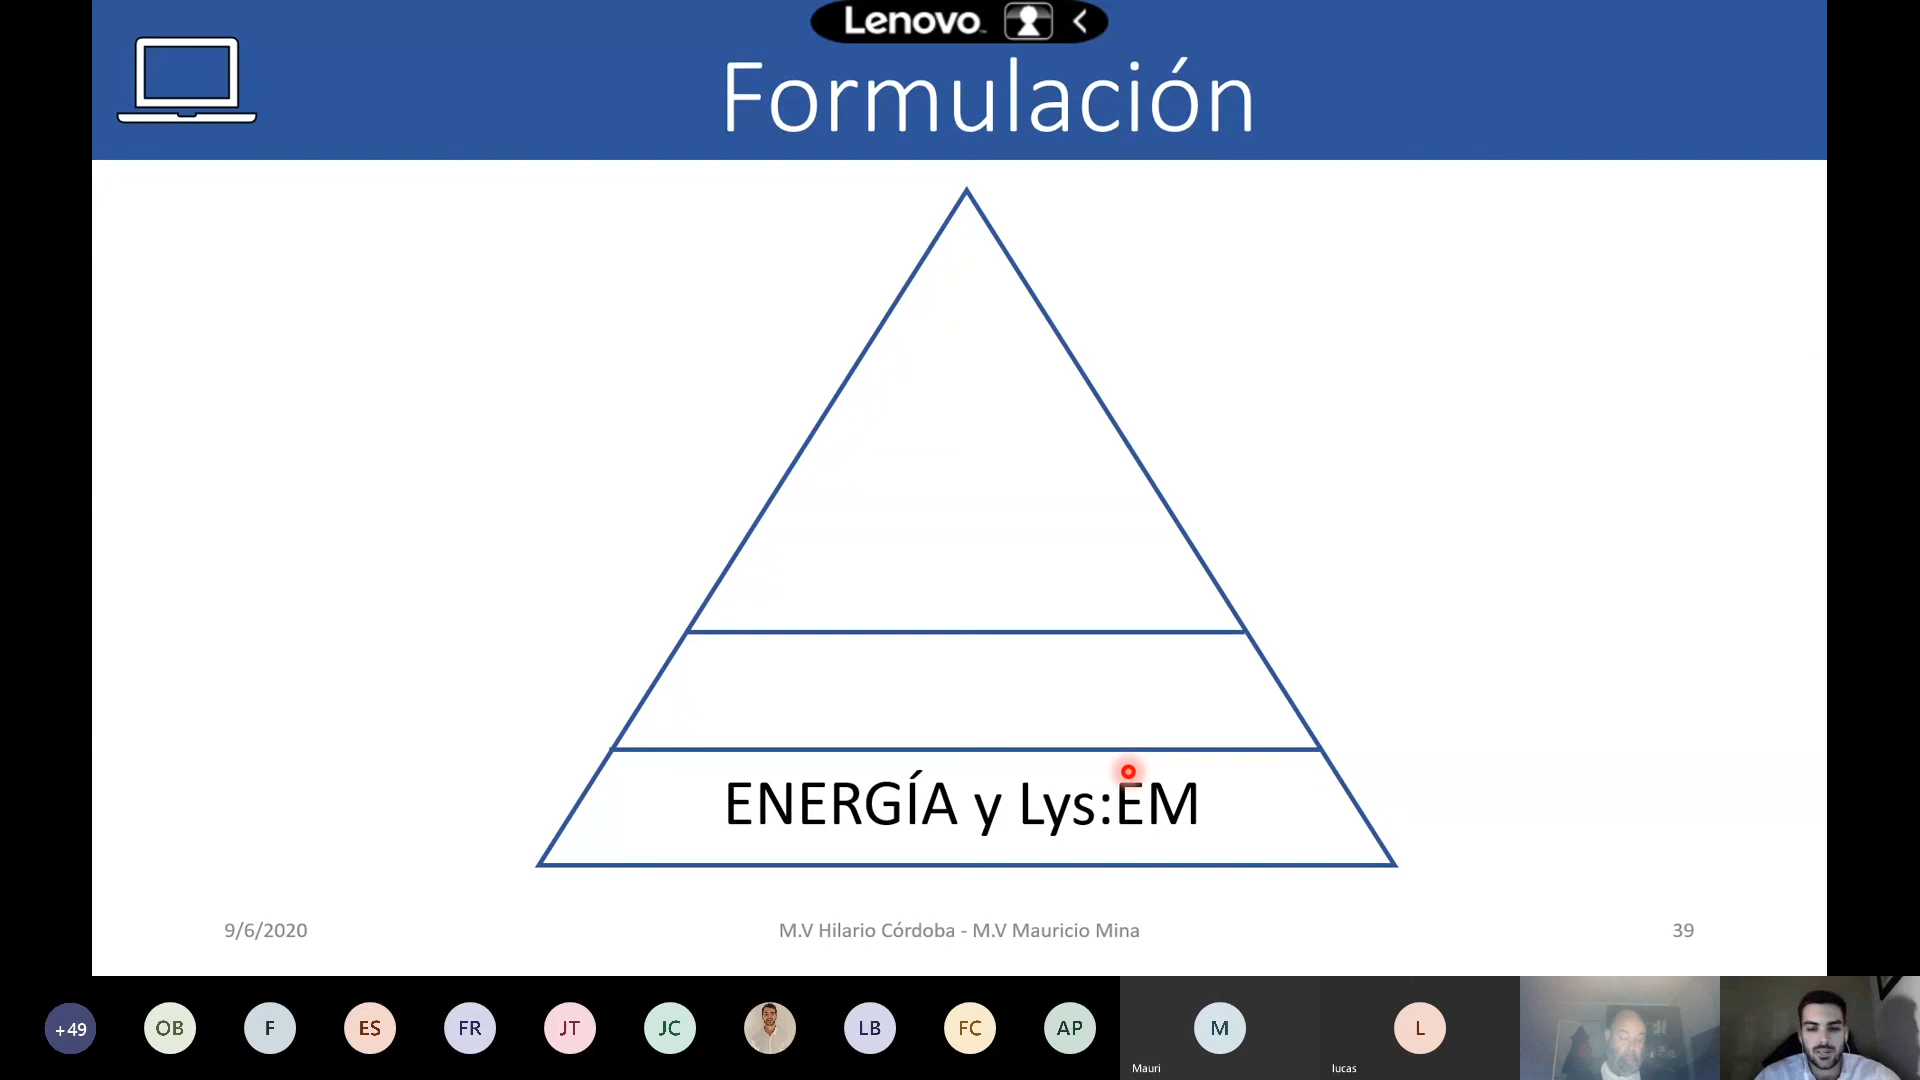 Lenovo
Formulación
ENERGÍA y Lys:EM
9/6/2020
M.V Hilario Córdoba - M.V Mauricio Mina
39
+49
OB
F
ES
FR
JT
JC
LB
FC
AP
M
Mauri
L
lucas